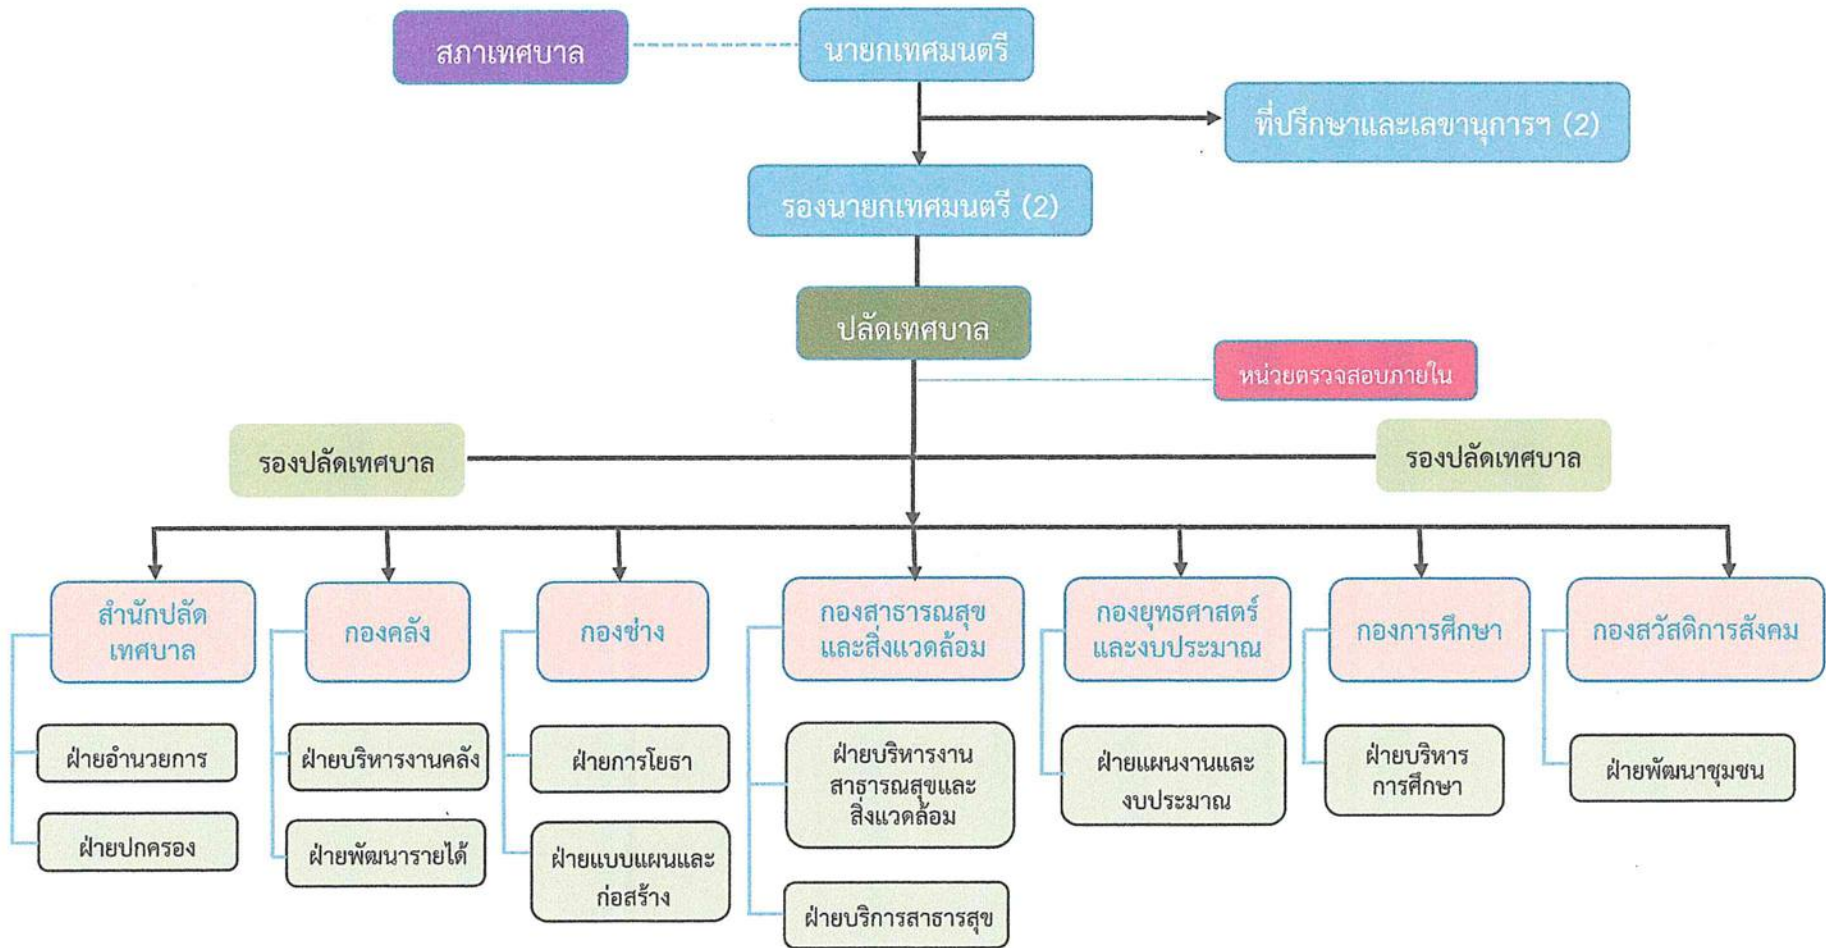 สภาเทศบาล
นายกเทศมนตรี
ที่ปรึกษาและเลขานุการฯ (2)
รองนายกเทศมนตรี (2)
ปลัดเทศบาล
หน่วยตรวจสอบภายใน
รองปลัดเทศบาล
รองปลัดเทศบาล
สำนักปลัด
เทศบาล
กองคลัง
กองช่าง
กองสาธารณสุข
และสิ่งแวดล้อม
กองยุทธศาสตร์
และงบประมาณ
กองการศึกษา
กองสวัสดิการสังคม
ฝ่ายอำนวยการ
ฝ่ายบริหารงานคลัง
ฝ่ายการโยธา
ฝ่ายบริหารงาน
สาธารณสุขและ
สิ่งแวดล้อม
ฝ่ายแผนงานและ
งบประมาณ
ฝ่ายบริหาร
การศึกษา
ฝ่ายพัฒนาชุมชน
ฝ่ายปกครอง
ฝ่ายพัฒนารายได้
ฝ่ายแบบแผนและ
ก่อสร้าง
ฝ่ายบริการสาธารสุข